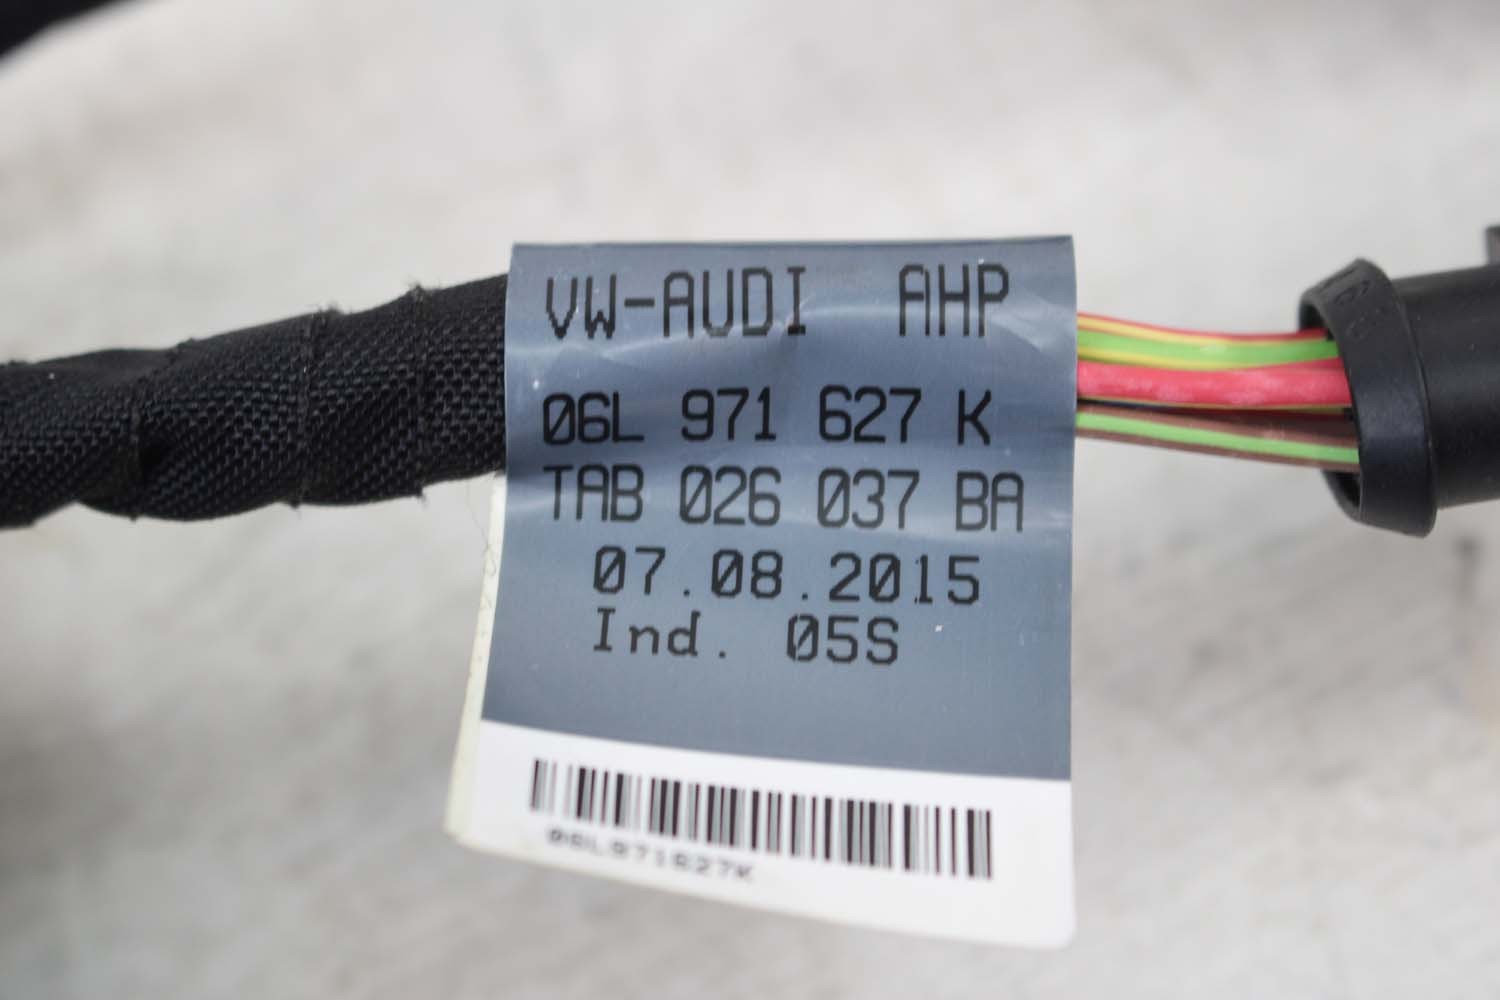 VW-AUDI AHP
06L 971 627 K
TAB 026 037 BA
07.08.2015
Ind. 05S
06L971627K